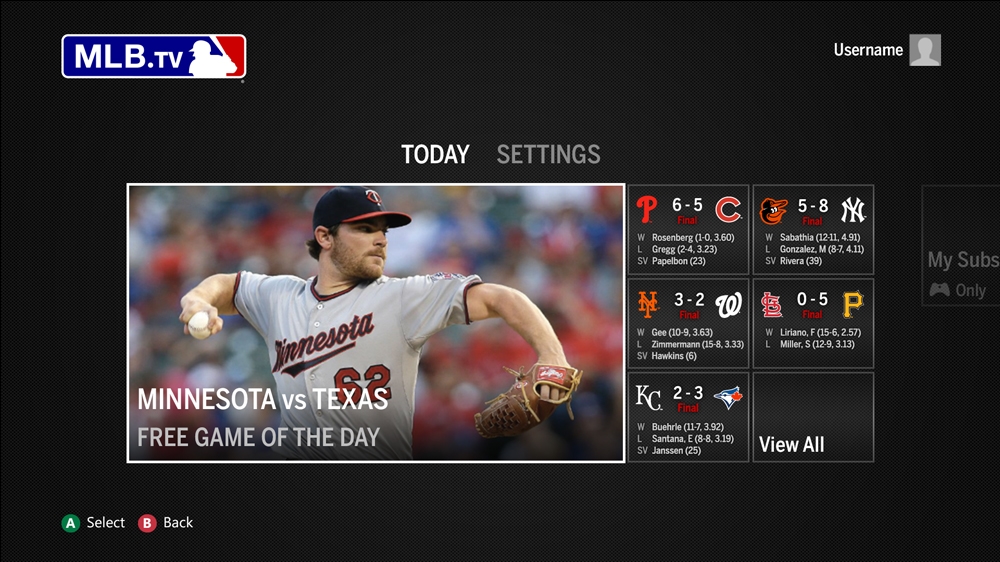 MLB.TV
Username
TODAY SETTINGS
Minnesota
62
MINNESOTA vs TEXAS
FREE GAME OF THE DAY
P 6-5 C
Final
W Rosenberg (1-0, 3.60)
L Gregg (2-4, 3.23)
SV Papelbon (23)
5-8 NY
Final
W Sabathia (12-11, 4.91)
L Gonzalez, M (8-7, 4.11)
SV Rivera (39)
NY 3-2 W
Final
W Gee (10-9, 3.63)
L Zimmermann (15-8, 3.33)
SV Hawkins (6)
STL 0-5 P
Final
W Liriano, F (15-6, 2.57)
L Miller, S (12-9, 3.13)
KC 2-3
Final
W Buehrle (11-7, 3.92)
L Santana, E (8-8, 3.19)
SV Janssen (25)
View All
My Subs
Only
A Select B Back